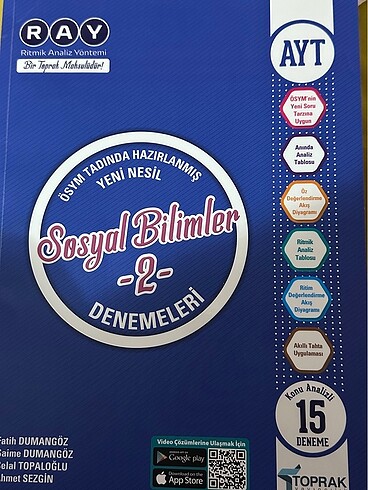 RAY
Ritmik Analiz Yöntemi
Bir Toprak Mahsulüdür!
AYT
ÖSYM'nin
Yeni Soru
Tarzına
Uygun
Anında
Analiz
Tablosu
Öz
Değerlendirme
Akış
Diyagramı
Ritmik
Analiz
Tablosu
Ritim
Değerlendirme
Akış
Diyagramı
Akıllı Tahta
Uygulaması
ÖSYM TADINDA HAZIRLANMIŞ
YENİ NESİL
Sosyal Bilimler
-2-
DENEMELERİ
Konu Analizli
15
DENEME
Fatih DUMANGÖZ
Saime DUMANGÖZ
Celal TOPALOĞLU
Ahmet SEZGİN
Video Çözümlerine Ulaşmak İçin
Google play
Download on the
App Store
TOPRAK